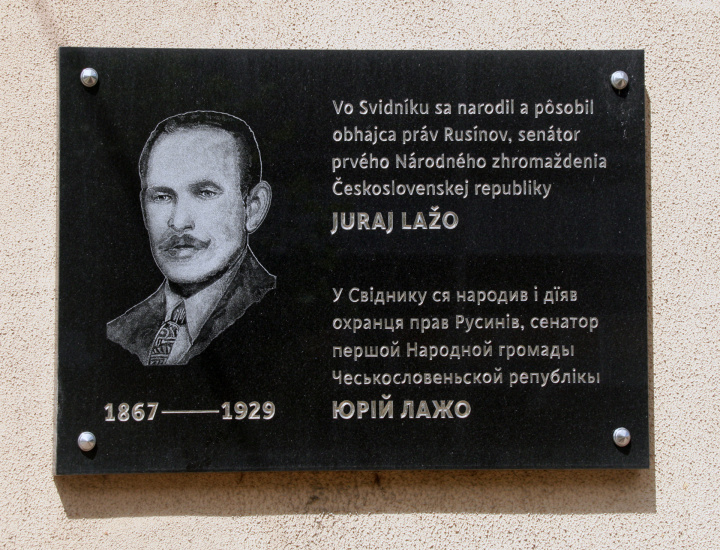 Vo Svidníku sa narodil a pôsobil
obhajca práv Rusínov, senátor
prvého Národného zhromaždenia
Československej republiky
JURAJ LAŽO
У Свіднику ся народив і дїяв
охранця прав Русинів, сенатор
першой Народной громады
Чеськословеньской републікы
ЮРІЙ ЛАЖО
1867——1929